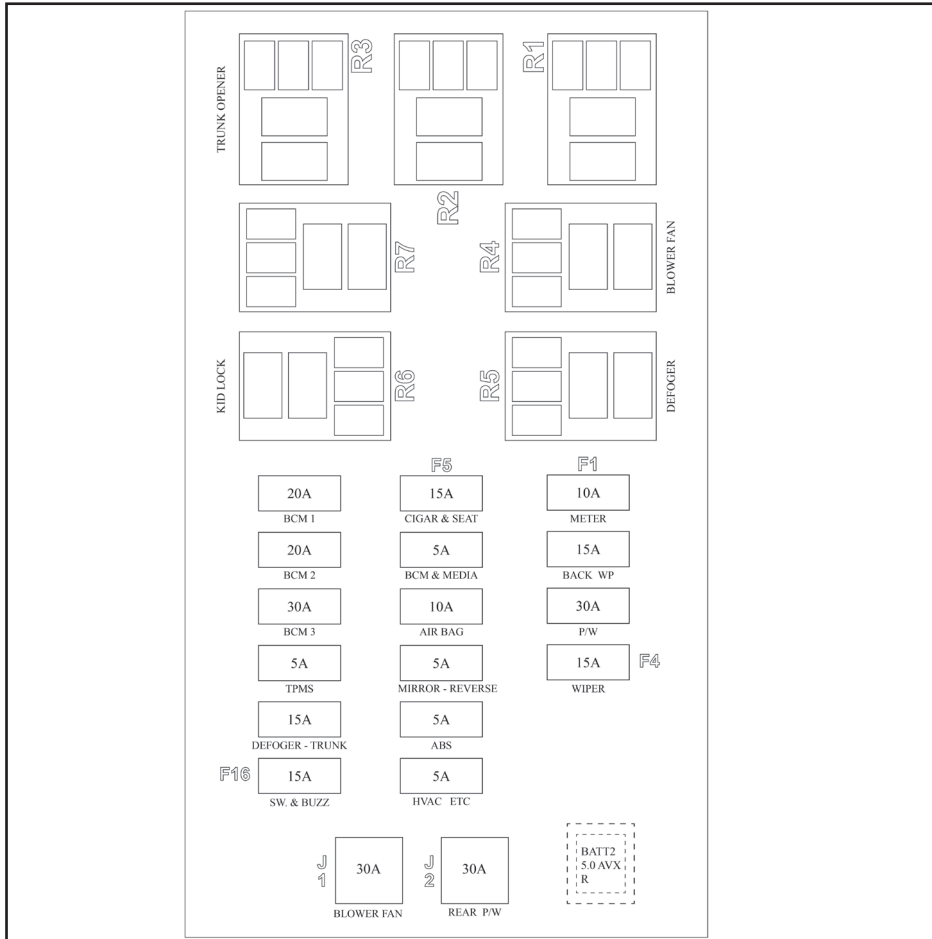 TRUNK OPENER
R3
R2
R1
R7
R4
BLOWER FAN
KID LOCK
R6
R5
DEFOGER
F5
F1
20A
15A
10A
BCM 1
CIGAR & SEAT
METER
20A
5A
15A
BCM 2
BCM & MEDIA
BACK WP
30A
10A
30A
BCM 3
AIR BAG
P/W
5A
5A
15A
F4
TPMS
MIRROR - REVERSE
WIPER
15A
5A
DEFOGER - TRUNK
ABS
F16
15A
5A
SW. & BUZZ
HVAC ETC
J1
30A
BLOWER FAN
J2
30A
REAR P/W
BATT2
5.0 AVX
R